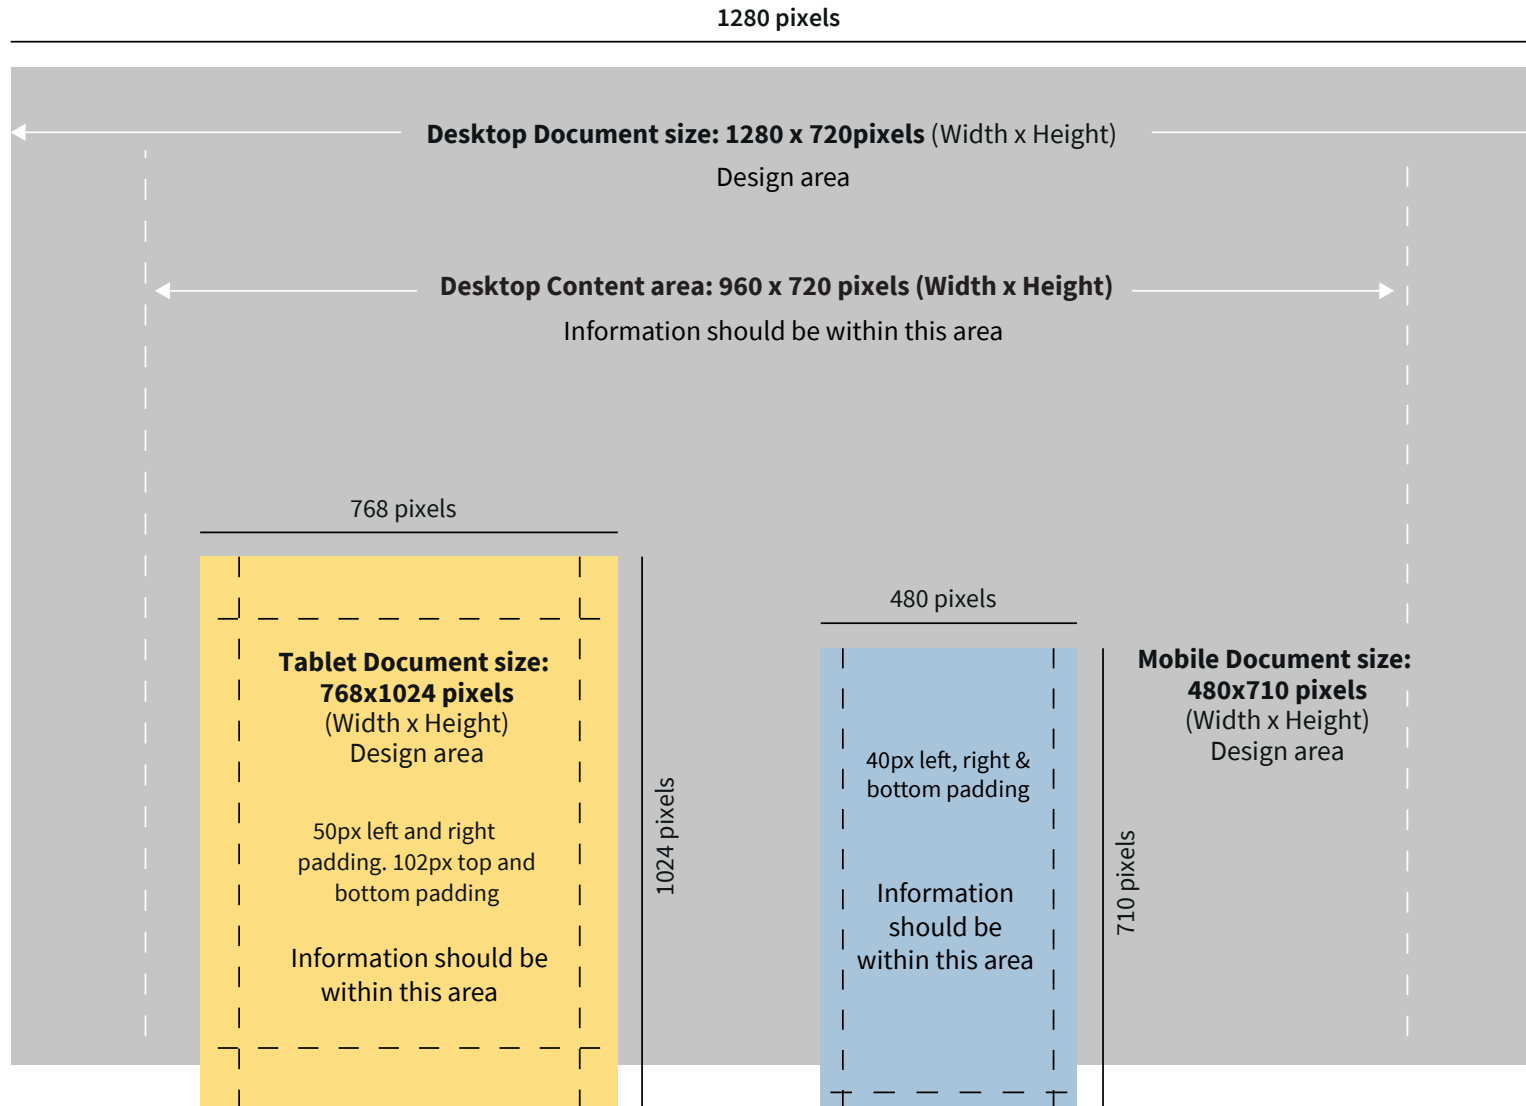 1280 pixels
Desktop Document size: 1280 x 720pixels (Width x Height)
Design area
Desktop Content area: 960 x 720 pixels (Width x Height)
Information should be within this area
768 pixels
Tablet Document size:
768x1024 pixels
(Width x Height)
Design area
50px left and right
padding. 102px top and
bottom padding
Information should be
within this area
1024 pixels
480 pixels
40px left, right &
bottom padding
Information
should be
within this area
710 pixels
Mobile Document size:
480x710 pixels
(Width x Height)
Design area